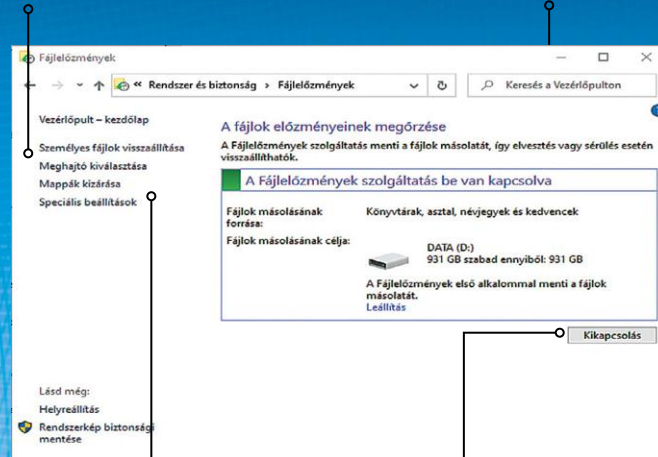 Fájlelőzmények
« Rendszer és biztonság › Fájlelőzmények
Keresés a Vezérlőpulton
Vezérlőpult – kezdőlap
Személyes fájlok visszaállítása
Meghajtó kiválasztása
Mappák kizárása
Speciális beállítások
A fájlok előzményeinek megőrzése
A Fájlelőzmények szolgáltatás menti a fájlok másolatát, így elvesztés vagy sérülés esetén
visszaállíthatók.
A Fájlelőzmények szolgáltatás be van kapcsolva
Fájlok másolásának
forrása:
Könyvtárak, asztal, névjegyek és kedvencek
Fájlok másolásának célja:
DATA (D:)
931 GB szabad ennyiből: 931 GB
A Fájlelőzmények első alkalommal menti a fájlok
másolatát.
Leállítás
Kikapcsolás
Lásd még:
Helyreállítás
Rendszerkép biztonsági
mentése